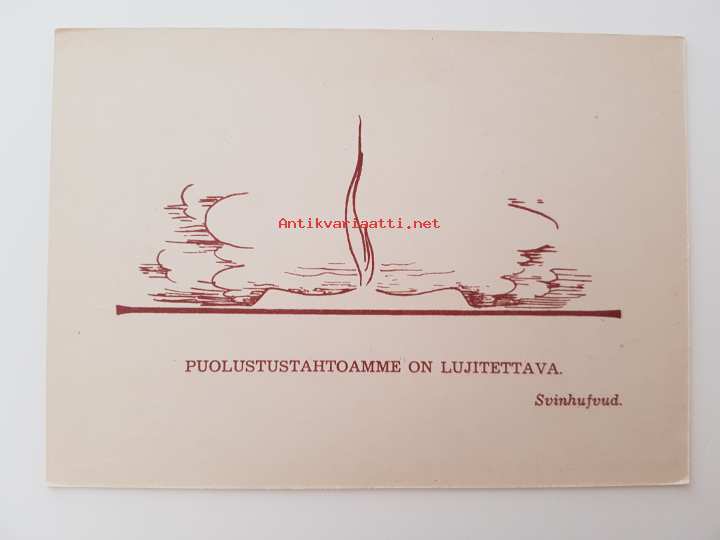 Antikvariaatti.net
PUOLUSTUSTAHTOAMME ON LUJITETTAVA.
Svinhufvud.